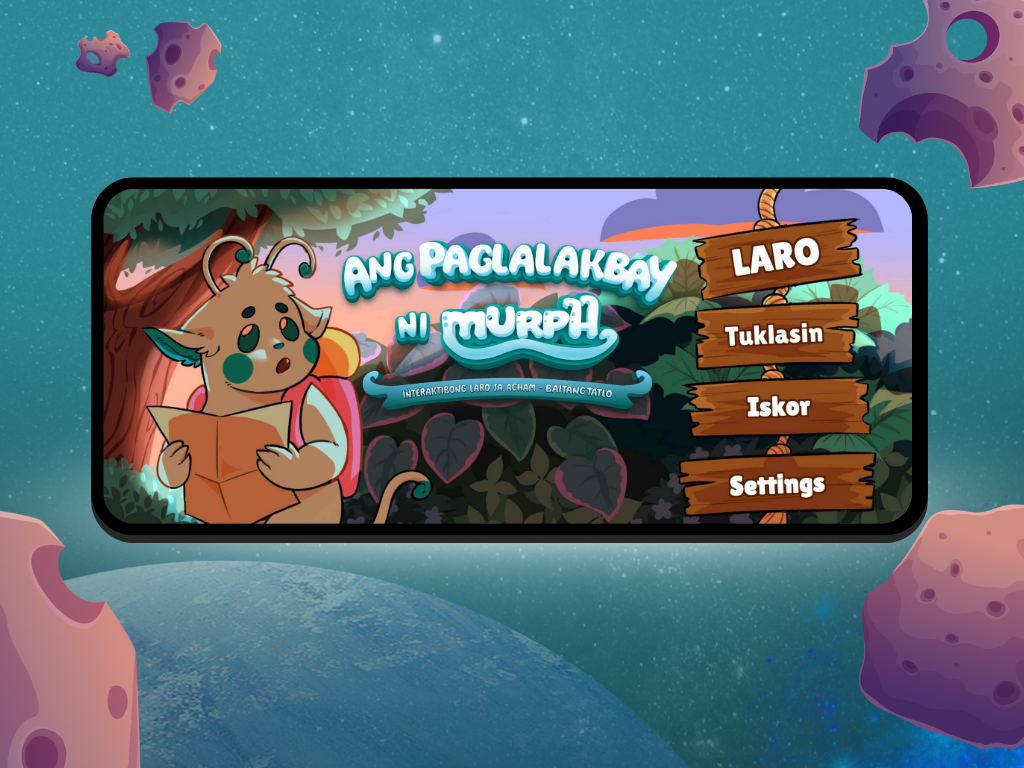 ANG PAGLALAKBAY
NI MURPH
INTERAKTIBONG LARO SA AGHAM - BAITANG TATLO
LARO
Tuklasin
Iskor
Settings